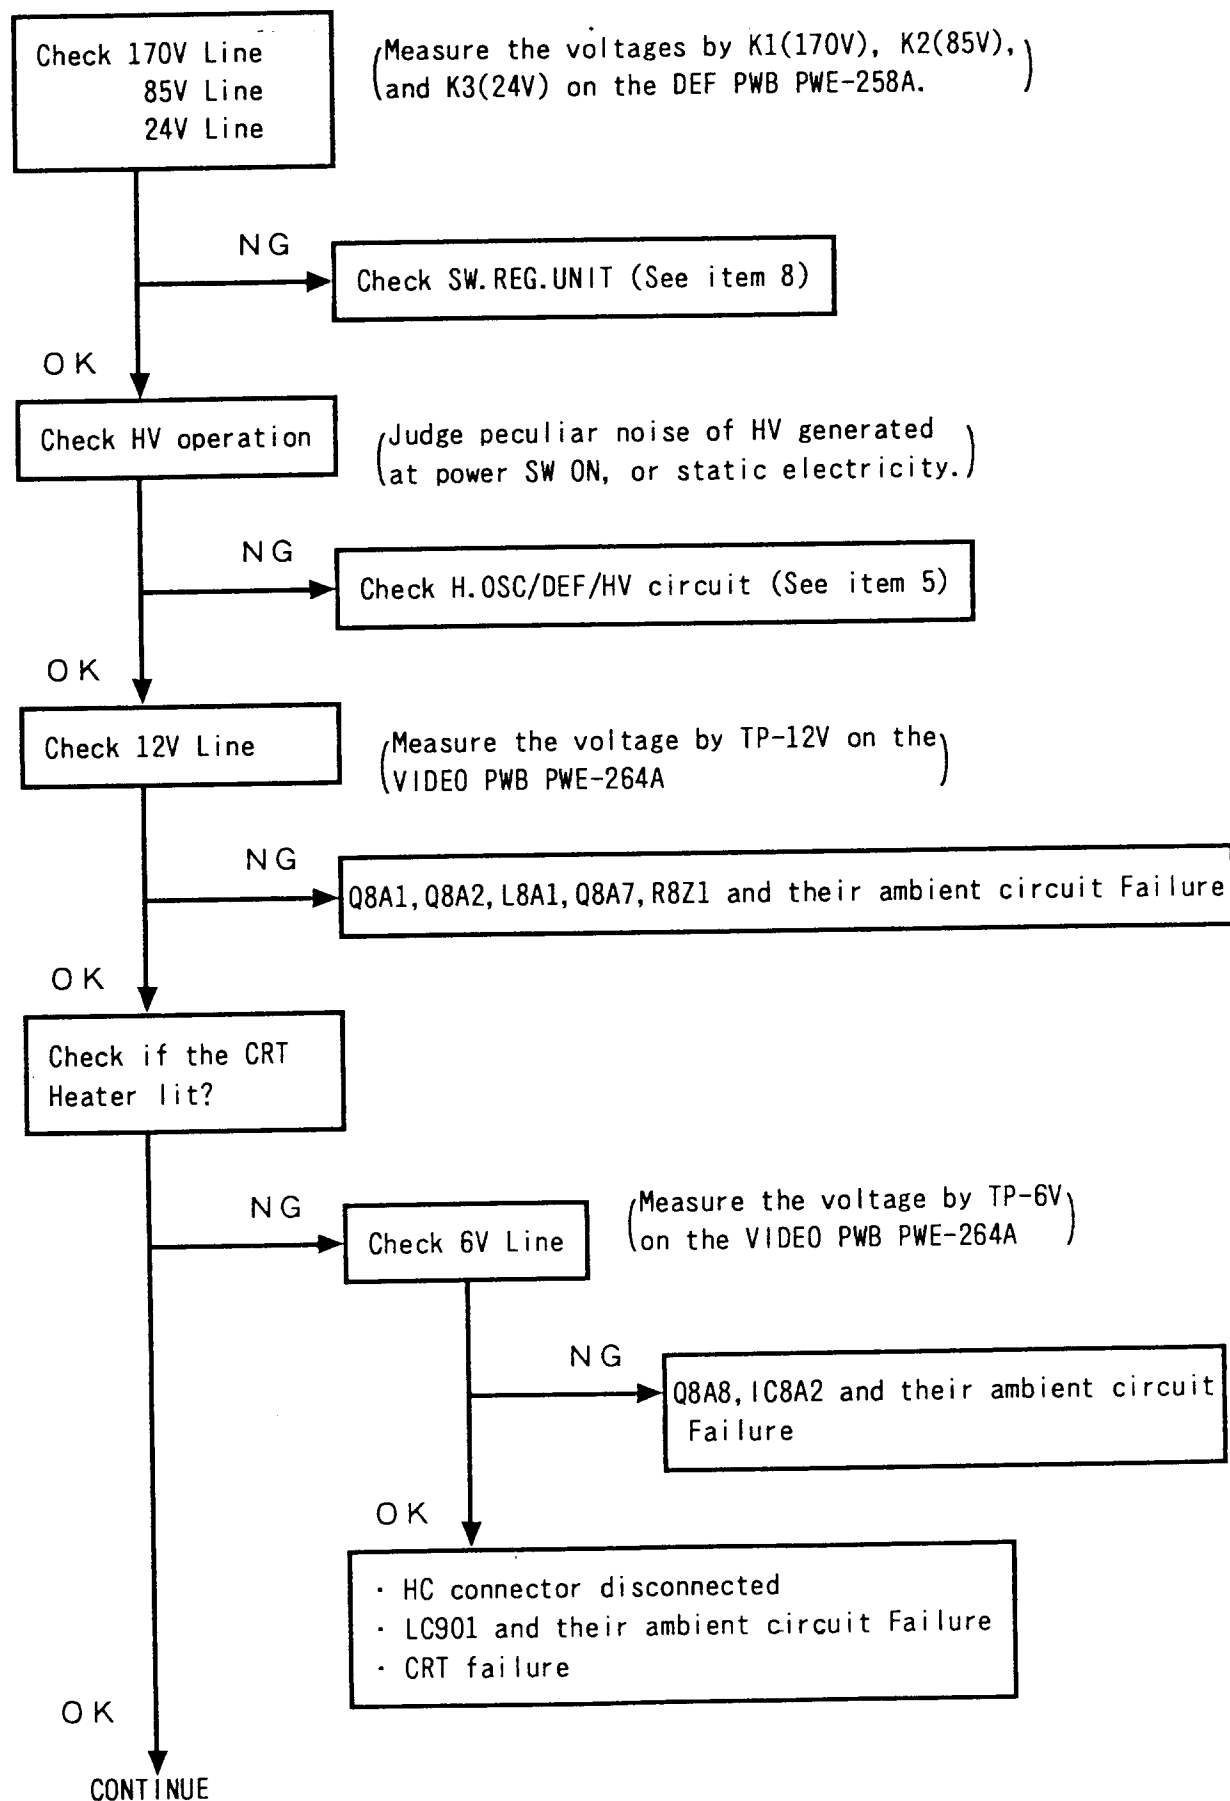 Check 170V Line
85V Line
24V Line
(Measure the voltages by K1(170V), K2(85V),
and K3(24V) on the DEF PWB PWE-258A.)
NG
Check SW.REG.UNIT (See item 8)
OK
Check HV operation
(Judge peculiar noise of HV generated
at power SW ON, or static electricity.)
NG
Check H.OSC/DEF/HV circuit (See item 5)
OK
Check 12V Line
(Measure the voltage by TP-12V on the
VIDEO PWB PWE-264A)
NG
Q8A1,Q8A2,L8A1,Q8A7,R8Z1 and their ambient circuit Failure
OK
Check if the CRT
Heater lit?
NG
Check 6V Line
(Measure the voltage by TP-6V
on the VIDEO PWB PWE-264A)
NG
Q8A8,IC8A2 and their ambient circuit
Failure
OK
· HC connector disconnected
· LC901 and their ambient circuit Failure
· CRT failure
OK
CONTINUE